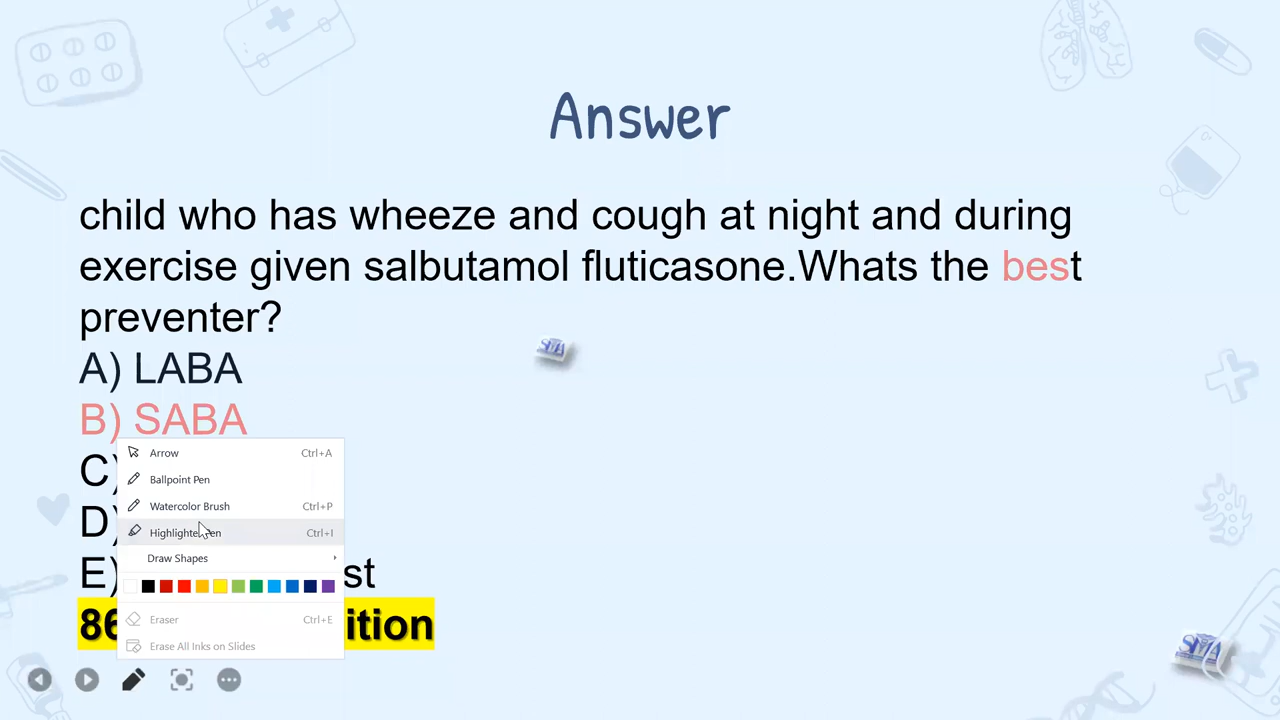 Answer
child who has wheeze and cough at night and during
exercise given salbutamol fluticasone.Whats the best
preventer?
A) LABA
B) SABA
Arrow Ctrl+A
C)
Ballpoint Pen
Watercolor Brush Ctrl+P
D)
Highlighter Pen Ctrl+I
Draw Shapes
E) st
86 ition
Eraser Ctrl+E
Erase All Inks on Slides